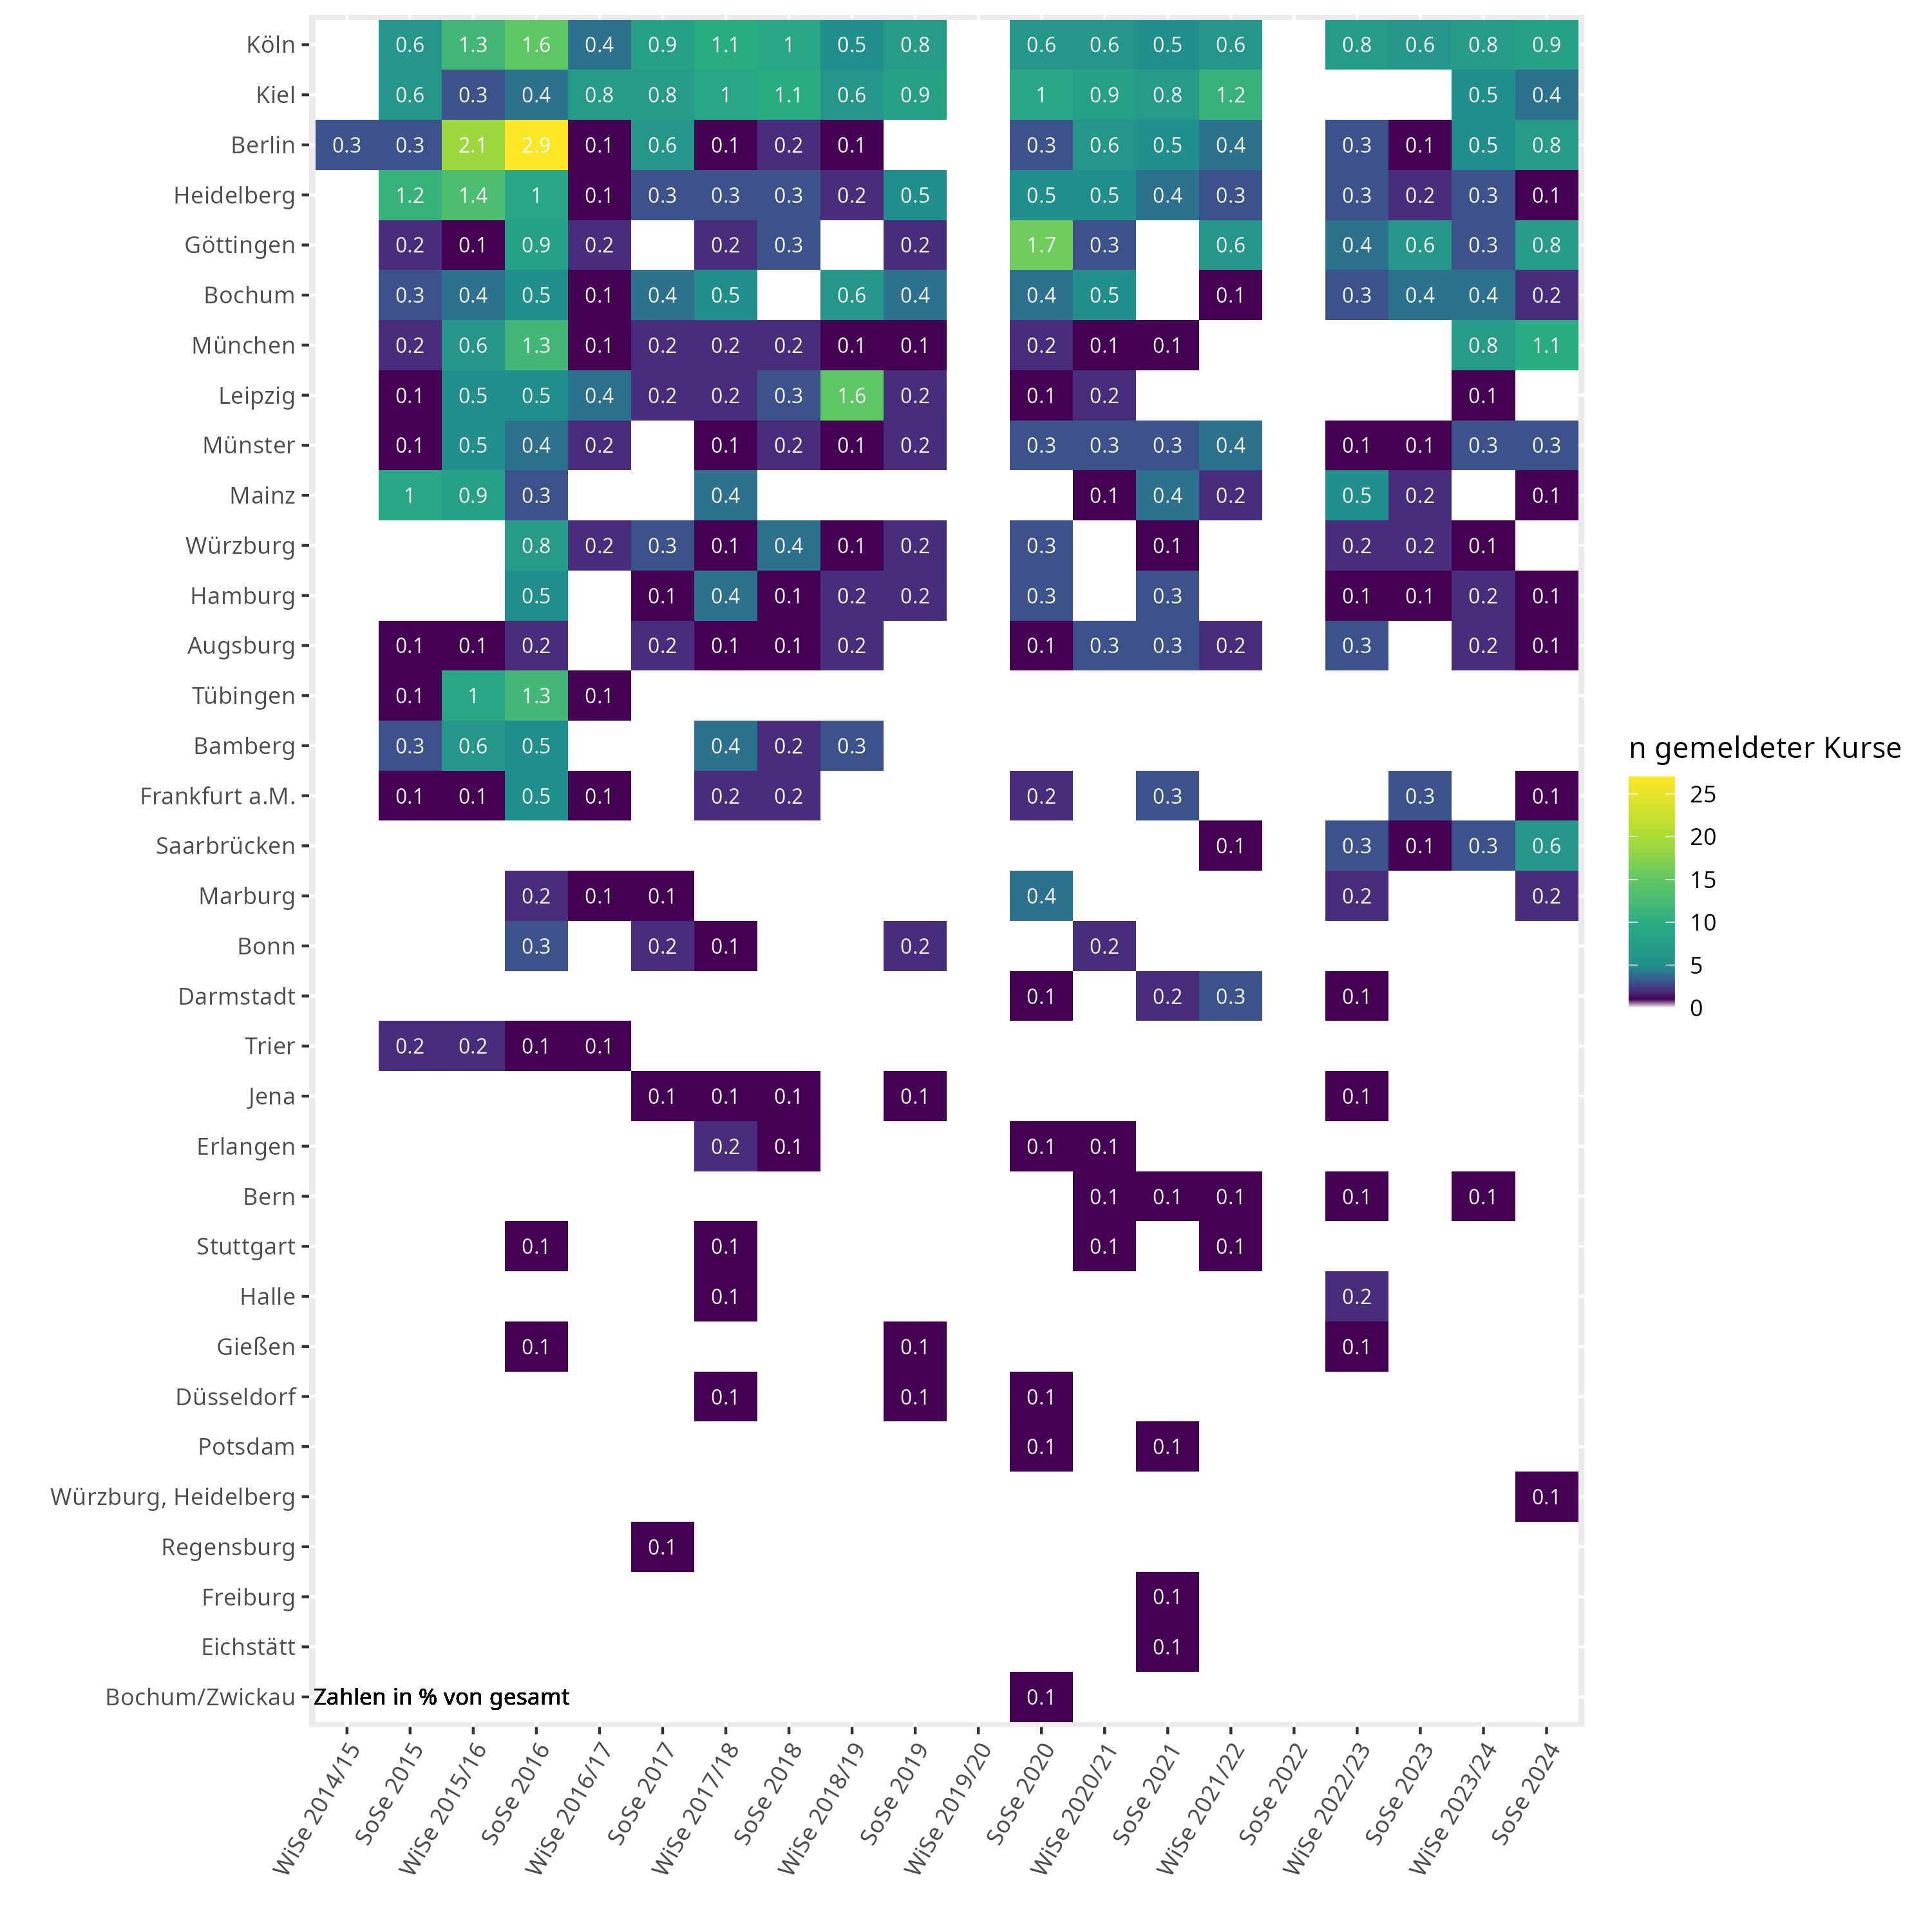 Köln 0.6 1.3 1.6 0.4 0.9 1.1 1 0.5 0.8 0.6 0.6 0.5 0.6 0.8 0.6 0.8 0.9
Kiel 0.6 0.3 0.4 0.8 0.8 1 1.1 0.6 0.9 1 0.9 0.8 1.2 0.5 0.4
Berlin 0.3 0.3 2.1 2.9 0.1 0.6 0.1 0.2 0.1 0.3 0.6 0.5 0.4 0.3 0.1 0.5 0.8
Heidelberg 1.2 1.4 1 0.1 0.3 0.3 0.3 0.2 0.5 0.5 0.5 0.4 0.3 0.3 0.2 0.3 0.1
Göttingen 0.2 0.1 0.9 0.2 0.2 0.3 0.2 1.7 0.3 0.6 0.4 0.6 0.3 0.8
Bochum 0.3 0.4 0.5 0.1 0.4 0.5 0.6 0.4 0.4 0.5 0.1 0.3 0.4 0.4 0.2
München 0.2 0.6 1.3 0.1 0.2 0.2 0.2 0.1 0.1 0.2 0.1 0.1 0.8 1.1
Leipzig 0.1 0.5 0.5 0.4 0.2 0.2 0.3 1.6 0.2 0.1 0.2 0.1
Münster 0.1 0.5 0.4 0.2 0.1 0.2 0.1 0.2 0.3 0.3 0.3 0.4 0.1 0.1 0.3 0.3
Mainz 1 0.9 0.3 0.4 0.1 0.4 0.2 0.5 0.2 0.1
Würzburg 0.8 0.2 0.3 0.1 0.4 0.1 0.2 0.3 0.1 0.2 0.2 0.1
Hamburg 0.5 0.1 0.4 0.1 0.2 0.2 0.3 0.3 0.1 0.1 0.2 0.1
Augsburg 0.1 0.1 0.2 0.2 0.1 0.1 0.2 0.1 0.3 0.3 0.2 0.3 0.2 0.1
Tübingen 0.1 1 1.3 0.1
Bamberg 0.3 0.6 0.5 0.4 0.2 0.3
Frankfurt a.M. 0.1 0.1 0.5 0.1 0.2 0.2 0.2 0.3 0.3 0.1
Saarbrücken 0.1 0.3 0.1 0.3 0.6
Marburg 0.2 0.1 0.1 0.4 0.2 0.2
Bonn 0.3 0.2 0.1 0.2 0.2
Darmstadt 0.1 0.2 0.3 0.1
Trier 0.2 0.2 0.1 0.1
Jena 0.1 0.1 0.1 0.1 0.1
Erlangen 0.2 0.1 0.1 0.1
Bern 0.1 0.1 0.1 0.1 0.1
Stuttgart 0.1 0.1 0.1 0.1
Halle 0.1 0.2
Gießen 0.1 0.1 0.1
Düsseldorf 0.1 0.1 0.1
Potsdam 0.1 0.1
Würzburg, Heidelberg 0.1
Regensburg 0.1
Freiburg 0.1
Eichstätt 0.1
Bochum/Zwickau Zahlen in % von gesamt 0.1
WiSe 2014/15
SoSe 2015
WiSe 2015/16
SoSe 2016
WiSe 2016/17
SoSe 2017
WiSe 2017/18
SoSe 2018
WiSe 2018/19
SoSe 2019
WiSe 2019/20
SoSe 2020
WiSe 2020/21
SoSe 2021
WiSe 2021/22
SoSe 2022
WiSe 2022/23
SoSe 2023
WiSe 2023/24
SoSe 2024
n gemeldeter Kurse
25
20
15
10
5
0